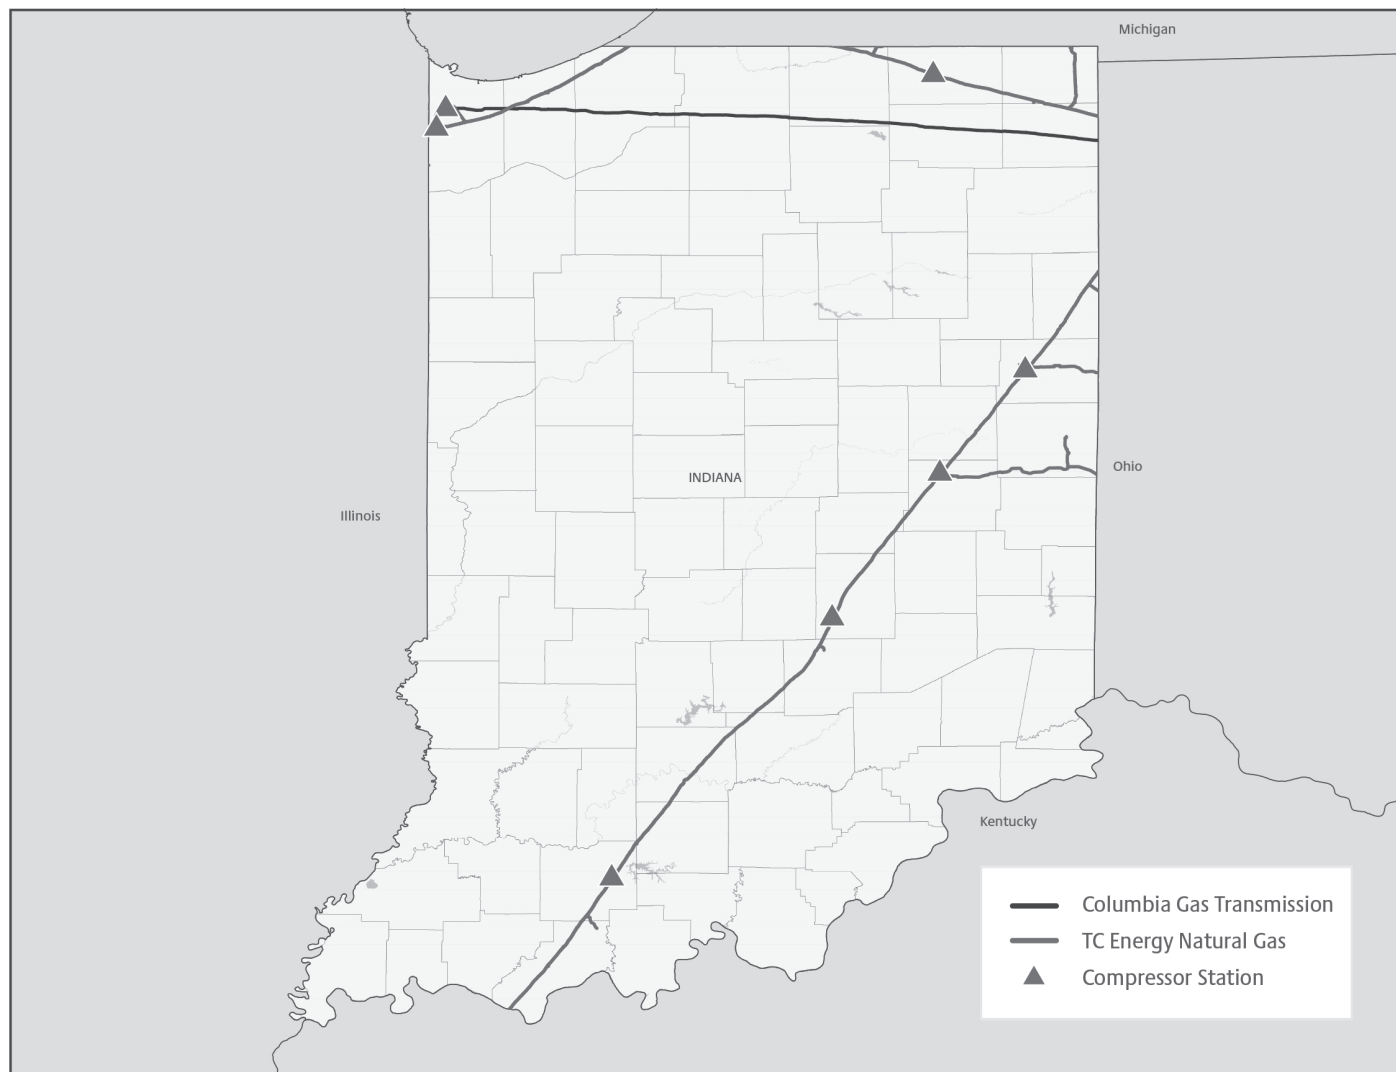 Michigan
INDIANA
Ohio
Illinois
Kentucky
Columbia Gas Transmission
TC Energy Natural Gas
Compressor Station